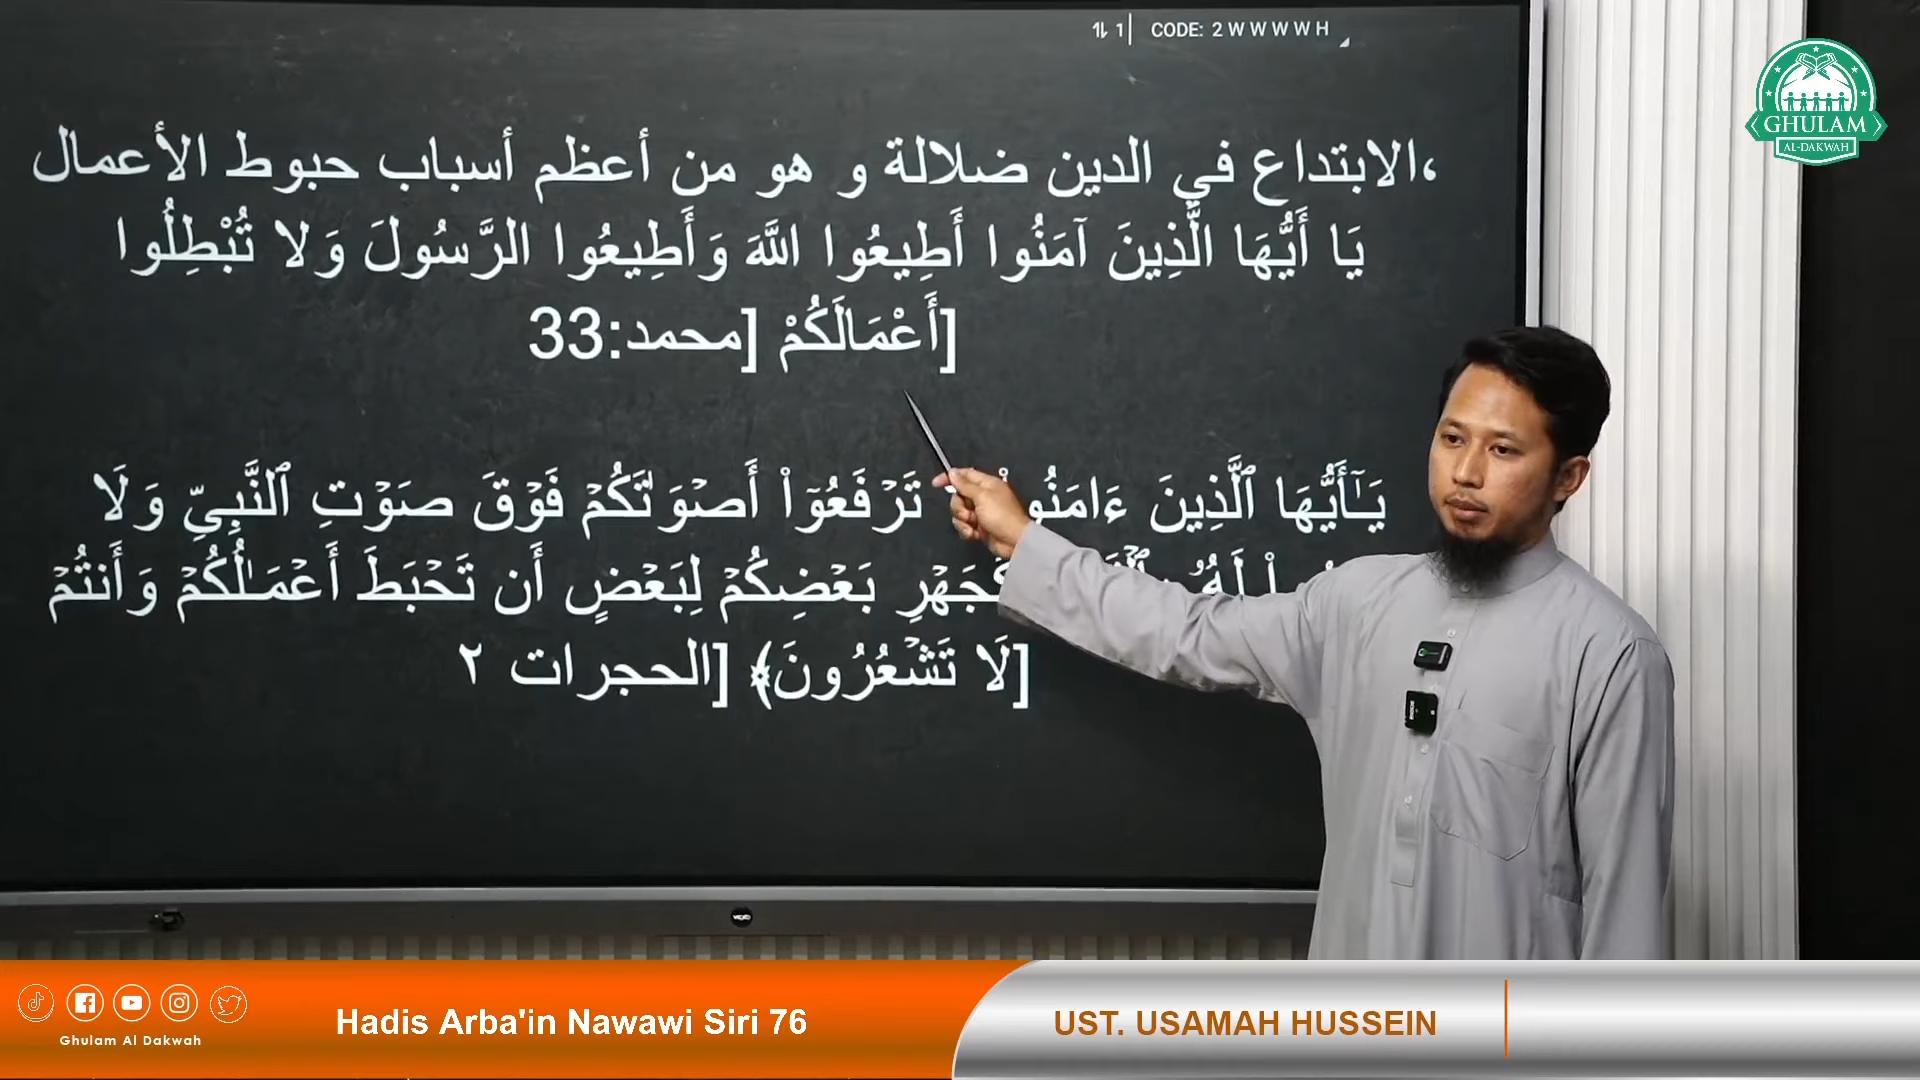 1 CODE: 2 W W W W H
GHULAM
AL-DAKWAH
،الابتداع في الدين ضلالة و هو من أعظم أسباب حبوط الأعمال
يَا أَيُّهَا الَّذِينَ آمَنُوا أَطِيعُوا اللَّهَ وَأَطِيعُوا الرَّسُولَ وَلا تُبْطِلُوا
[أَعْمَالَكُمْ [محمد:33
يَـٰۤأَيُّهَا ٱلَّذِينَ ءَامَنُوا۟ تَرۡفَعُوۤا۟ أَصۡوَ ٰ⁠تَكُمۡ فَوۡقَ صَوۡتِ ٱلنَّبِیِّ وَلَا
لَهُۥ كَجَهۡرِ بَعۡضِكُمۡ لِبَعۡضٍ أَن تَحۡبَطَ أَعۡمَـٰلُكُمۡ وَأَنتُمۡ
[لَا تَشۡعُرُونَ﴾ [الحجرات ٢
Ghulam Al Dakwah
Hadis Arba'in Nawawi Siri 76
UST. USAMAH HUSSEIN